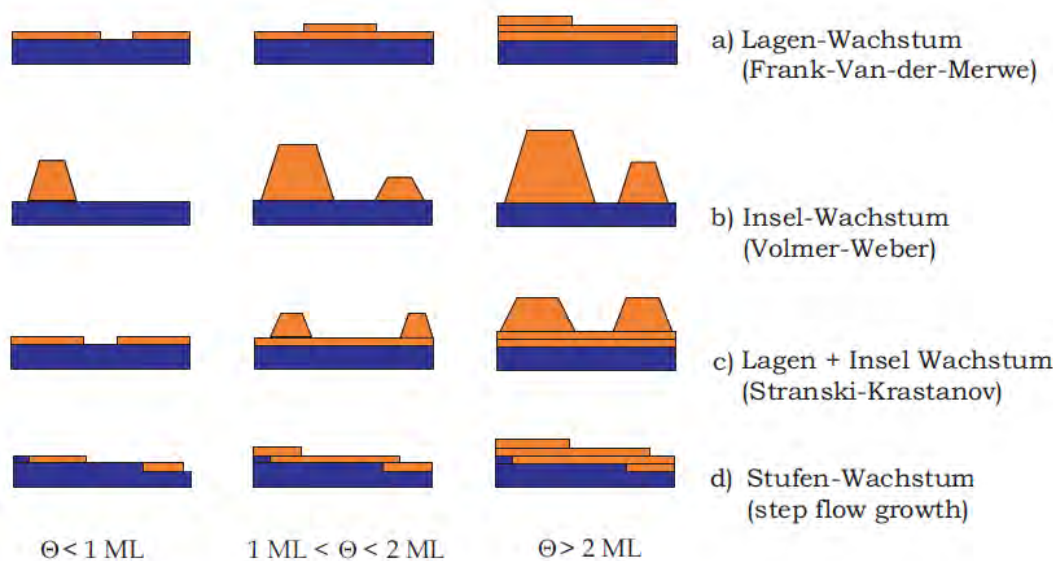 a) Lagen-Wachstum
(Frank-Van-der-Merwe)
b) Insel-Wachstum
(Volmer-Weber)
c) Lagen + Insel Wachstum
(Stranski-Krastanov)
d) Stufen-Wachstum
(step flow growth)
Θ < 1 ML 1 ML < Θ < 2 ML Θ > 2 ML